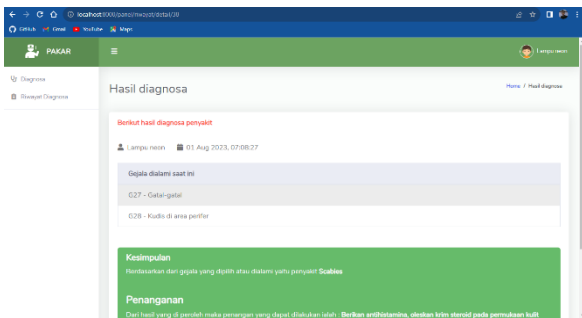 localhost:8000/panel/riwayat/detail/30
GitHub Gmail YouTube Maps
PAKAR
Lampu neon
Diagnosa
Riwayat Diagnosa
Hasil diagnosa
Home / Hasil diagnosa
Berikut hasil diagnosa penyakit
Lampu neon 01 Aug 2023, 07:08:27
Gejala dialami saat ini
G27 - Gatal-gatal
G28 - Kudis di area perifer
Kesimpulan
Berdasarkan dari gejala yang dipilih atau dialami yaitu penyakit Scabies
Penanganan
Dari hasil yang di peroleh maka penangan yang dapat dilakukan ialah : Berikan antihistamina, oleskan krim steroid pada permukaan kulit